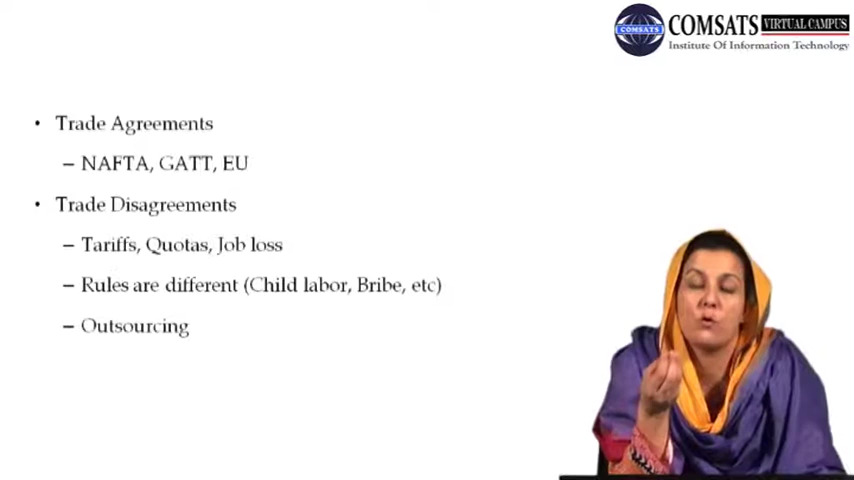 COMSATS VIRTUAL CAMPUS
COMSATS
Institute Of Information Technology
• Trade Agreements
– NAFTA, GATT, EU
• Trade Disagreements
– Tariffs, Quotas, Job loss
– Rules are different (Child labor, Bribe, etc)
– Outsourcing